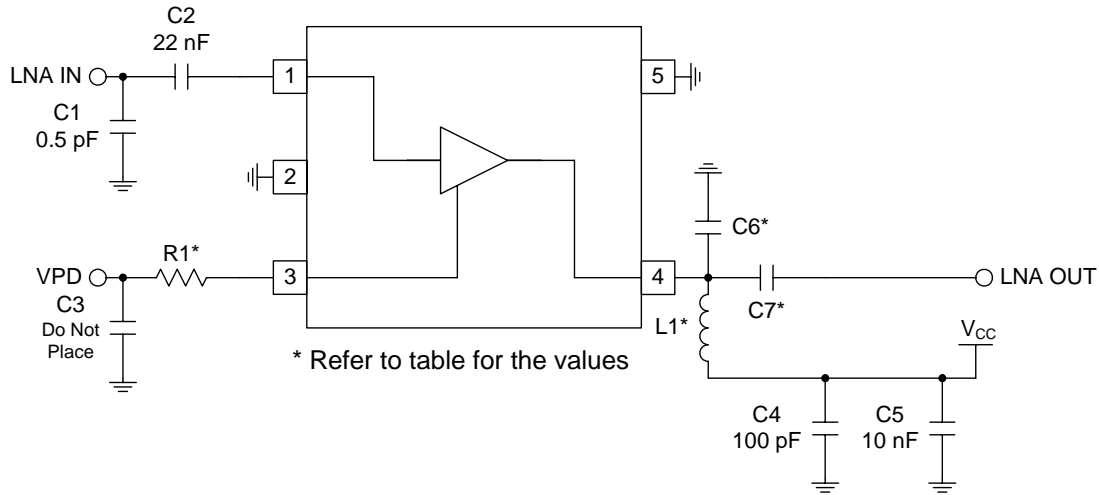 C2
22 nF
LNA IN
1
5
C1
0.5 pF
2
C6*
R1*
VPD
3
4
LNA OUT
C3
Do Not
Place
C7*
L1*
VCC
* Refer to table for the values
C4
100 pF
C5
10 nF